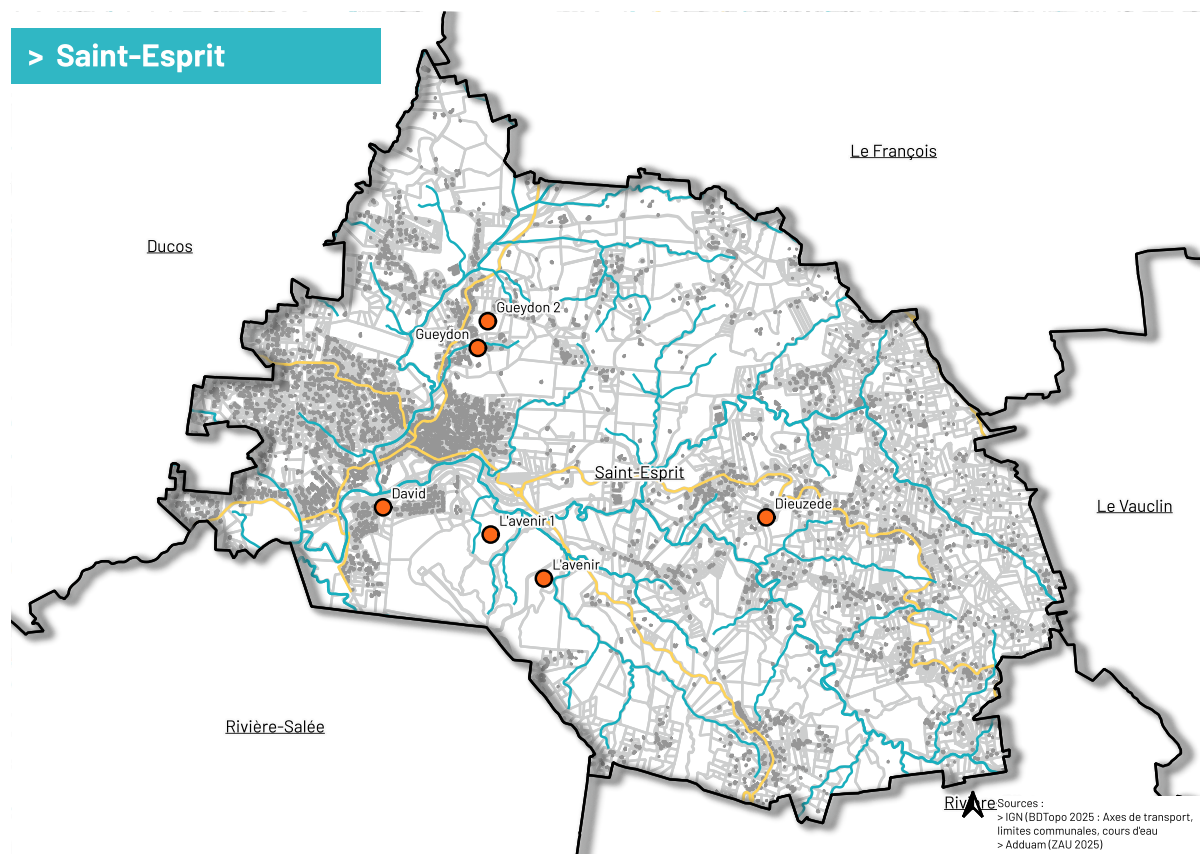 > Saint-Esprit
Le François
Ducos
Gueydon 2
Gueydon
Saint-Esprit
David
Dieuzede
Le Vauclin
L'avenir 1
L'avenir
Rivière-Salée
Rivière
Sources :
> IGN (BDTopo 2025 : Axes de transport,
limites communales, cours d'eau
> Adduam (ZAU 2025)